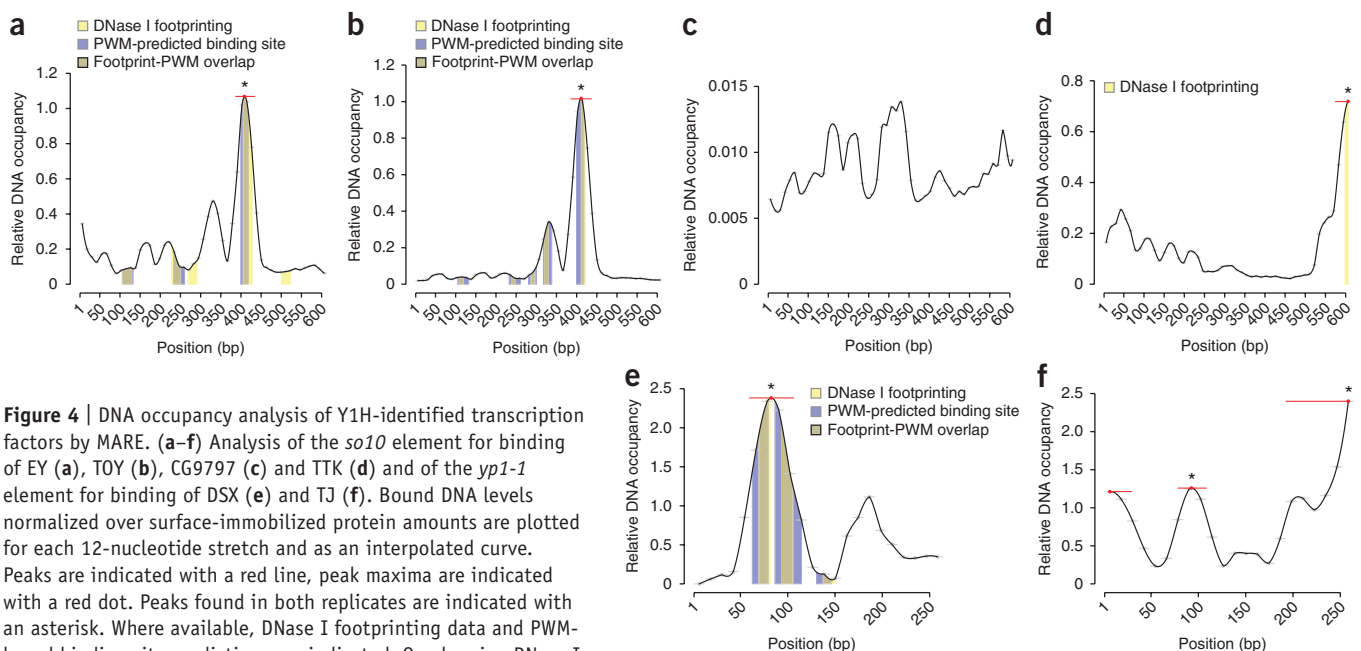 a
DNase I footprinting
PWM-predicted binding site
Footprint-PWM overlap
Relative DNA occupancy
1.2
1.0
0.8
0.6
0.4
0.2
0
*
1 50 100 150 200 250 300 350 400 450 500 550 600
Position (bp)
b
DNase I footprinting
PWM-predicted binding site
Footprint-PWM overlap
Relative DNA occupancy
1.2
1.0
0.8
0.6
0.4
0.2
0
*
1 50 100 150 200 250 300 350 400 450 500 550 600
Position (bp)
c
Relative DNA occupancy
0.015
0.010
0.005
0
1 50 100 150 200 250 300 350 400 450 500 550 600
Position (bp)
d
DNase I footprinting
Relative DNA occupancy
0.8
0.6
0.4
0.2
0
*
1 50 100 150 200 250 300 350 400 450 500 550 600
Position (bp)
e
DNase I footprinting
PWM-predicted binding site
Footprint-PWM overlap
Relative DNA occupancy
2.5
2.0
1.5
1.0
0.5
0
*
1 50 100 150 200 250
Position (bp)
f
Relative DNA occupancy
2.5
2.0
1.5
1.0
0.5
0
*
*
1 50 100 150 200 250
Position (bp)
Figure 4 | DNA occupancy analysis of Y1H-identified transcription
factors by MARE. (a–f) Analysis of the so10 element for binding
of EY (a), TOY (b), CG9797 (c) and TTK (d) and of the yp1-1
element for binding of DSX (e) and TJ (f). Bound DNA levels
normalized over surface-immobilized protein amounts are plotted
for each 12-nucleotide stretch and as an interpolated curve.
Peaks are indicated with a red line, peak maxima are indicated
with a red dot. Peaks found in both replicates are indicated with
an asterisk. Where available, DNase I footprinting data and PWM-